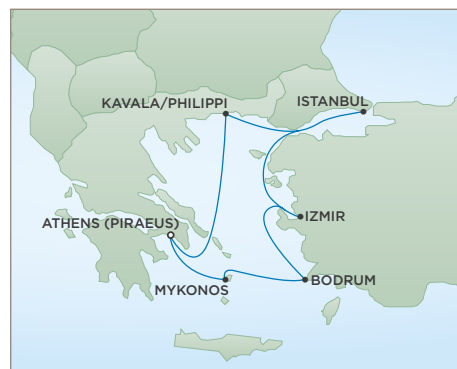 KAVALA/PHILIPPI
ISTANBUL
IZMIR
ATHENS (PIRAEUS)
MYKONOS
BODRUM